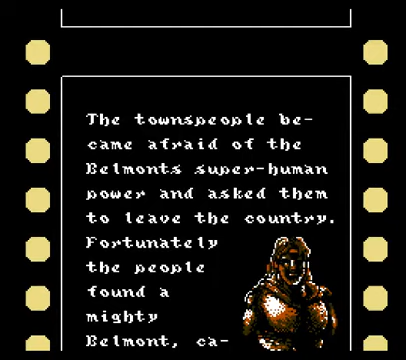 The townspeople be-
came afraid of the
Belmonts super-human
power and asked them
to leave the country.
Fortunately
the people
found a
mighty
Belmont, ca-